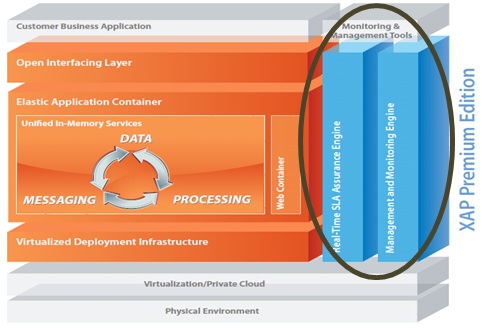 Customer Business Application
Monitoring &
Management Tools
Open Interfacing Layer
Elastic Application Container
Unified In-Memory Services
DATA
MESSAGING
PROCESSING
Web Container
Real-Time SLA Assurance Engine
Management and Monitoring Engine
XAP Premium Edition
Virtualized Deployment Infrastructure
Virtualization/Private Cloud
Physical Environment